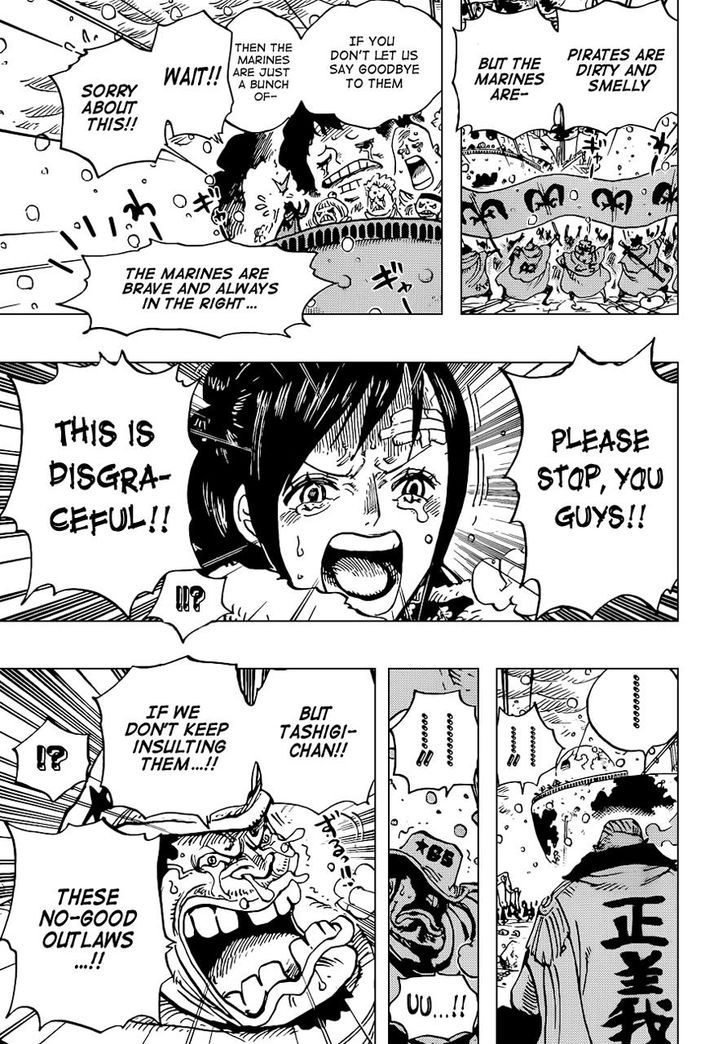 PIRATES ARE
DIRTY AND
SMELLY
BUT THE
MARINES
ARE-
IF YOU
DON'T LET US
SAY GOODBYE
TO THEM
THEN THE
MARINES
ARE JUST
A BUNCH
OF-
WAIT!!
SORRY
ABOUT
THIS!!
THE MARINES ARE
BRAVE AND ALWAYS
IN THE RIGHT...
PLEASE
STOP, YOU
GUYS!!
THIS IS
DISGRA-
CEFUL!!
!!?
正義
G5
UU...!!
BUT
TASHIGI-
CHAN!!
IF WE
DON'T KEEP
INSULTING
THEM...!!
!?
THESE
NO-GOOD
OUTLAWS
...!!